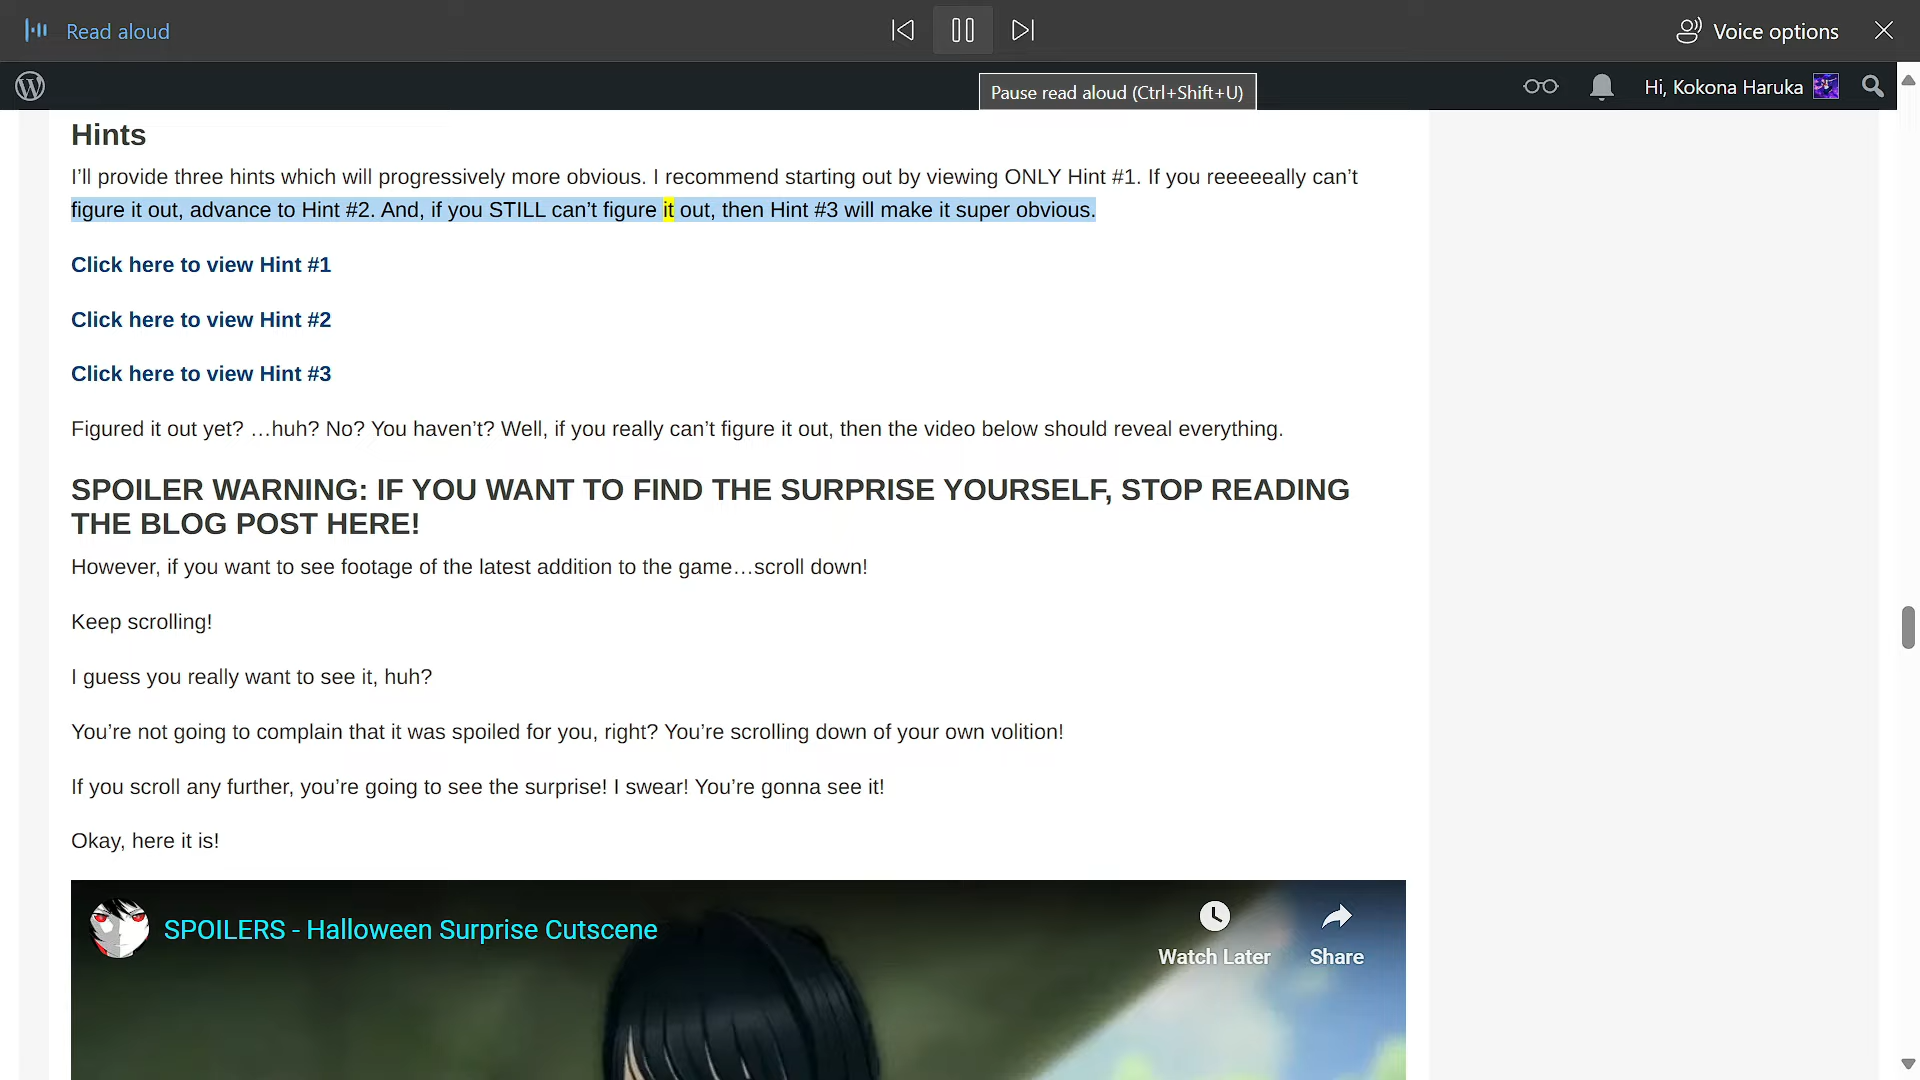 Read aloud
Voice options
Pause read aloud (Ctrl+Shift+U)
Hi, Kokona Haruka
Hints
I’ll provide three hints which will progressively more obvious. I recommend starting out by viewing ONLY Hint #1. If you reeeeeally can’t
figure it out, advance to Hint #2. And, if you STILL can’t figure it out, then Hint #3 will make it super obvious.
Click here to view Hint #1
Click here to view Hint #2
Click here to view Hint #3
Figured it out yet? …huh? No? You haven’t? Well, if you really can’t figure it out, then the video below should reveal everything.
SPOILER WARNING: IF YOU WANT TO FIND THE SURPRISE YOURSELF, STOP READING
THE BLOG POST HERE!
However, if you want to see footage of the latest addition to the game…scroll down!
Keep scrolling!
I guess you really want to see it, huh?
You’re not going to complain that it was spoiled for you, right? You’re scrolling down of your own volition!
If you scroll any further, you’re going to see the surprise! I swear! You’re gonna see it!
Okay, here it is!
SPOILERS - Halloween Surprise Cutscene
Watch Later
Share